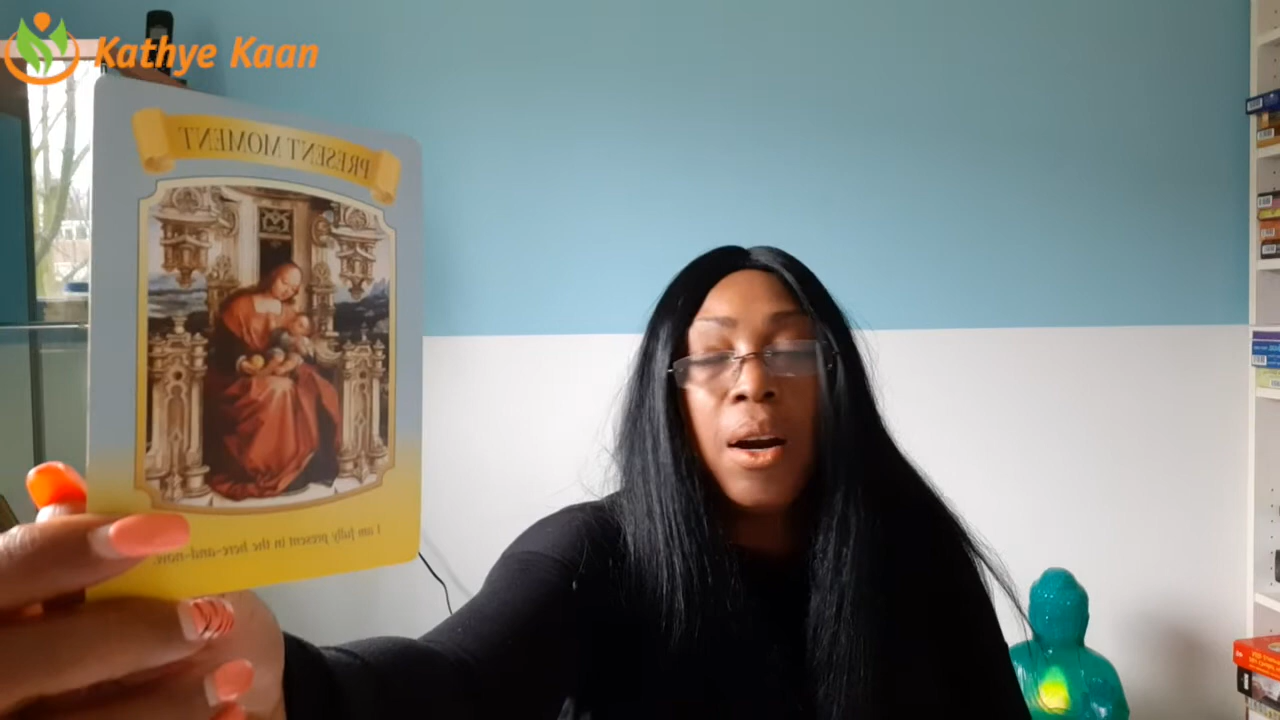 Kathye Kaan
PRESENT MOMENT
I am fully present in the here-and-now.